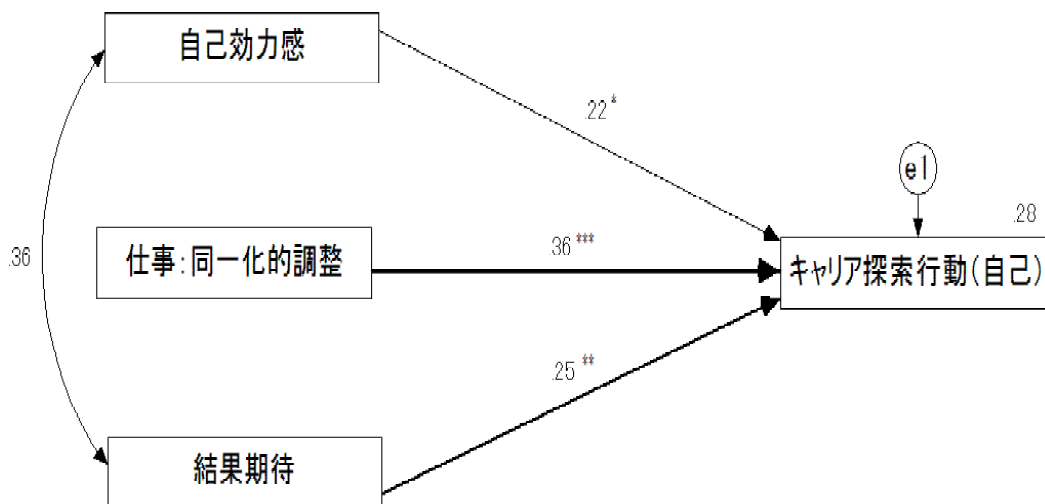 自己効力感
.22*
e1
.28
.36
仕事:同一化的調整
.36***
キャリア探索行動(自己)
.25**
結果期待